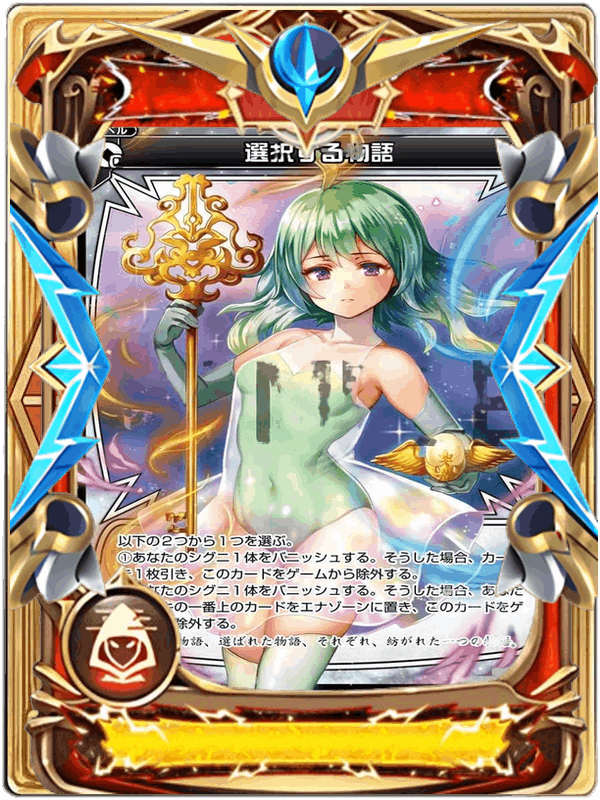 ベル
選択する物語
以下の2つから1つを選ぶ。
①あなたのシグニ1体をバニッシュする。そうした場合、カー
1枚引き、このカードをゲームから除外する。
なたのシグニ1体をバニッシュする。そうした場合、あなた
の一番上のカードをエナゾーンに置き、このカードをゲ
除外する。
物語、選ばれた物語、それぞれ、紡がれた一つの